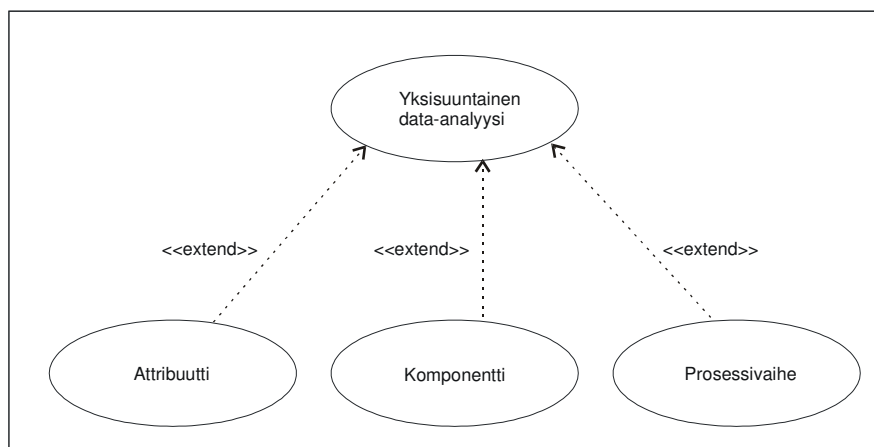 Yksisuuntainen
data-analyysi
<<extend>>
<<extend>>
<<extend>>
Attribuutti
Komponentti
Prosessivaihe